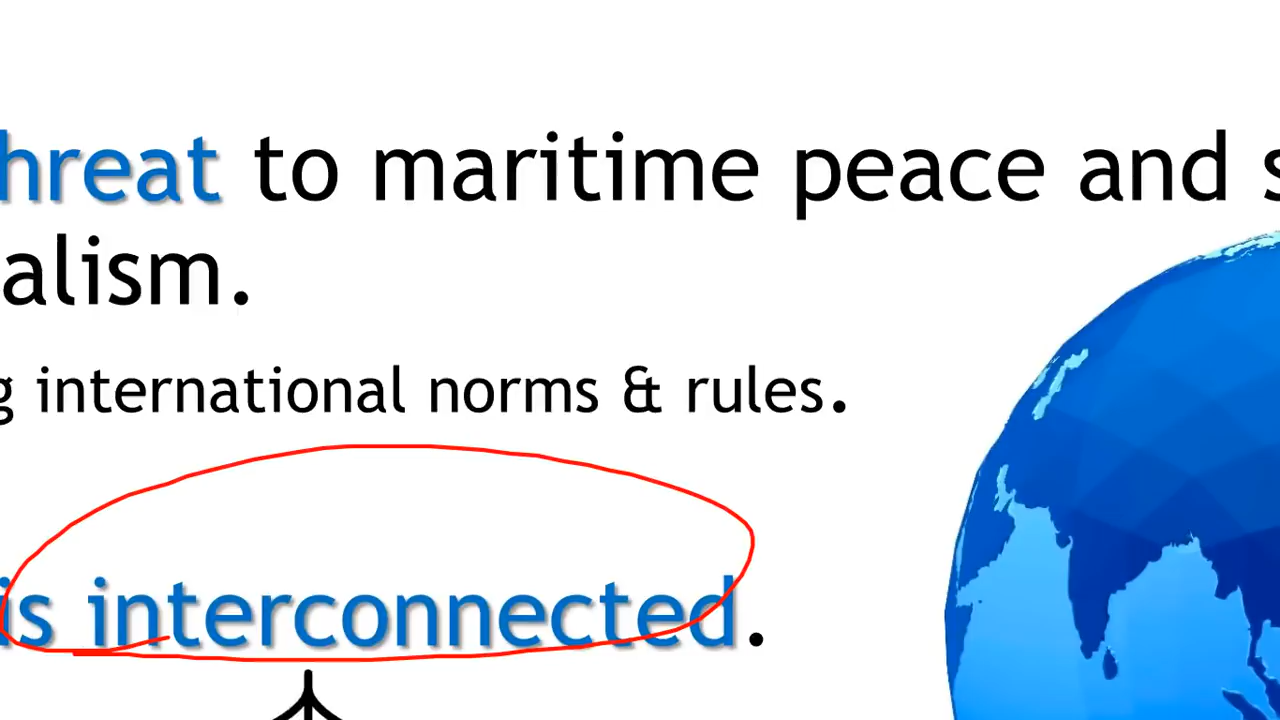 hreat to maritime peace and s
alism.
g international norms & rules.
is interconnected.